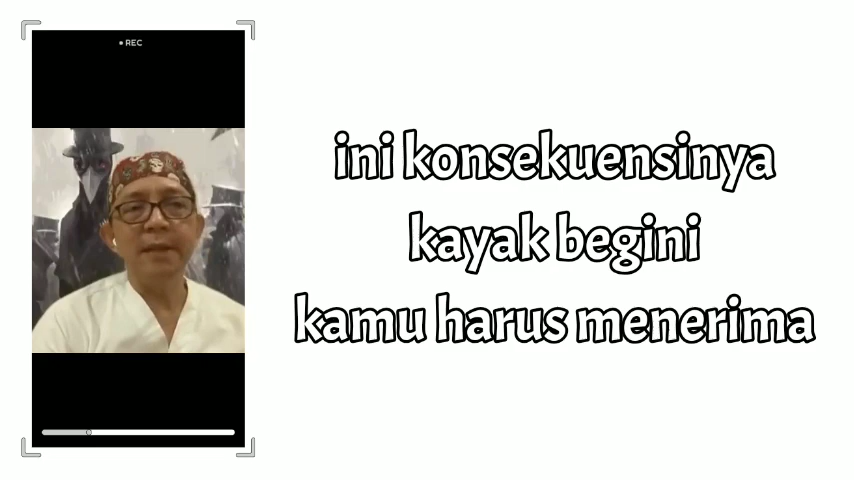 REC
ini konsekuensinya
kayak begini
kamu harus menerima